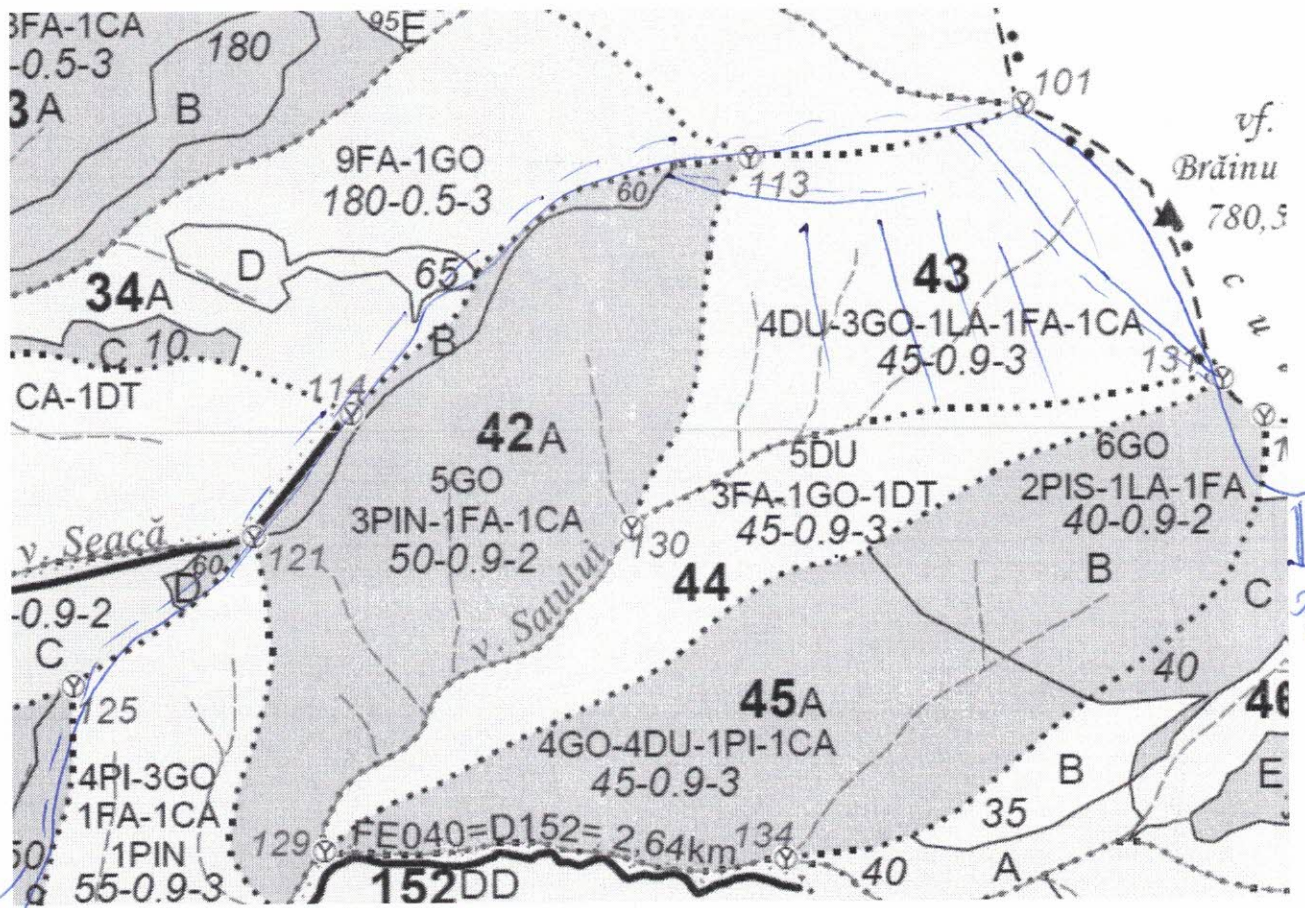 3FA-1CA
-0.5-3
180
95
E
B
3A
101
vf.
Brăinu
780,5
9FA-1GO
180-0.5-3
60
113
D
65
34A
43
4DU-3GO-1LA-1FA-1CA
45-0.9-3
c
u
C 10
B
114
131
CA-1DT
42A
5GO
3PIN-1FA-1CA
50-0.9-2
5DU
3FA-1GO-1DT
45-0.9-3
6GO
2PIS-1LA-1FA
40-0.9-2
v. Seacă
121
130
60
D
-0.9-2
C
44
B
C
v. Satului
125
40
45A
46
4GO-4DU-1PI-1CA
45-0.9-3
4PI-3GO
1FA-1CA
1PIN
55-0.9-3
B
E
35
129
FE040=D152= 2,64km
134
50
152DD
40
A